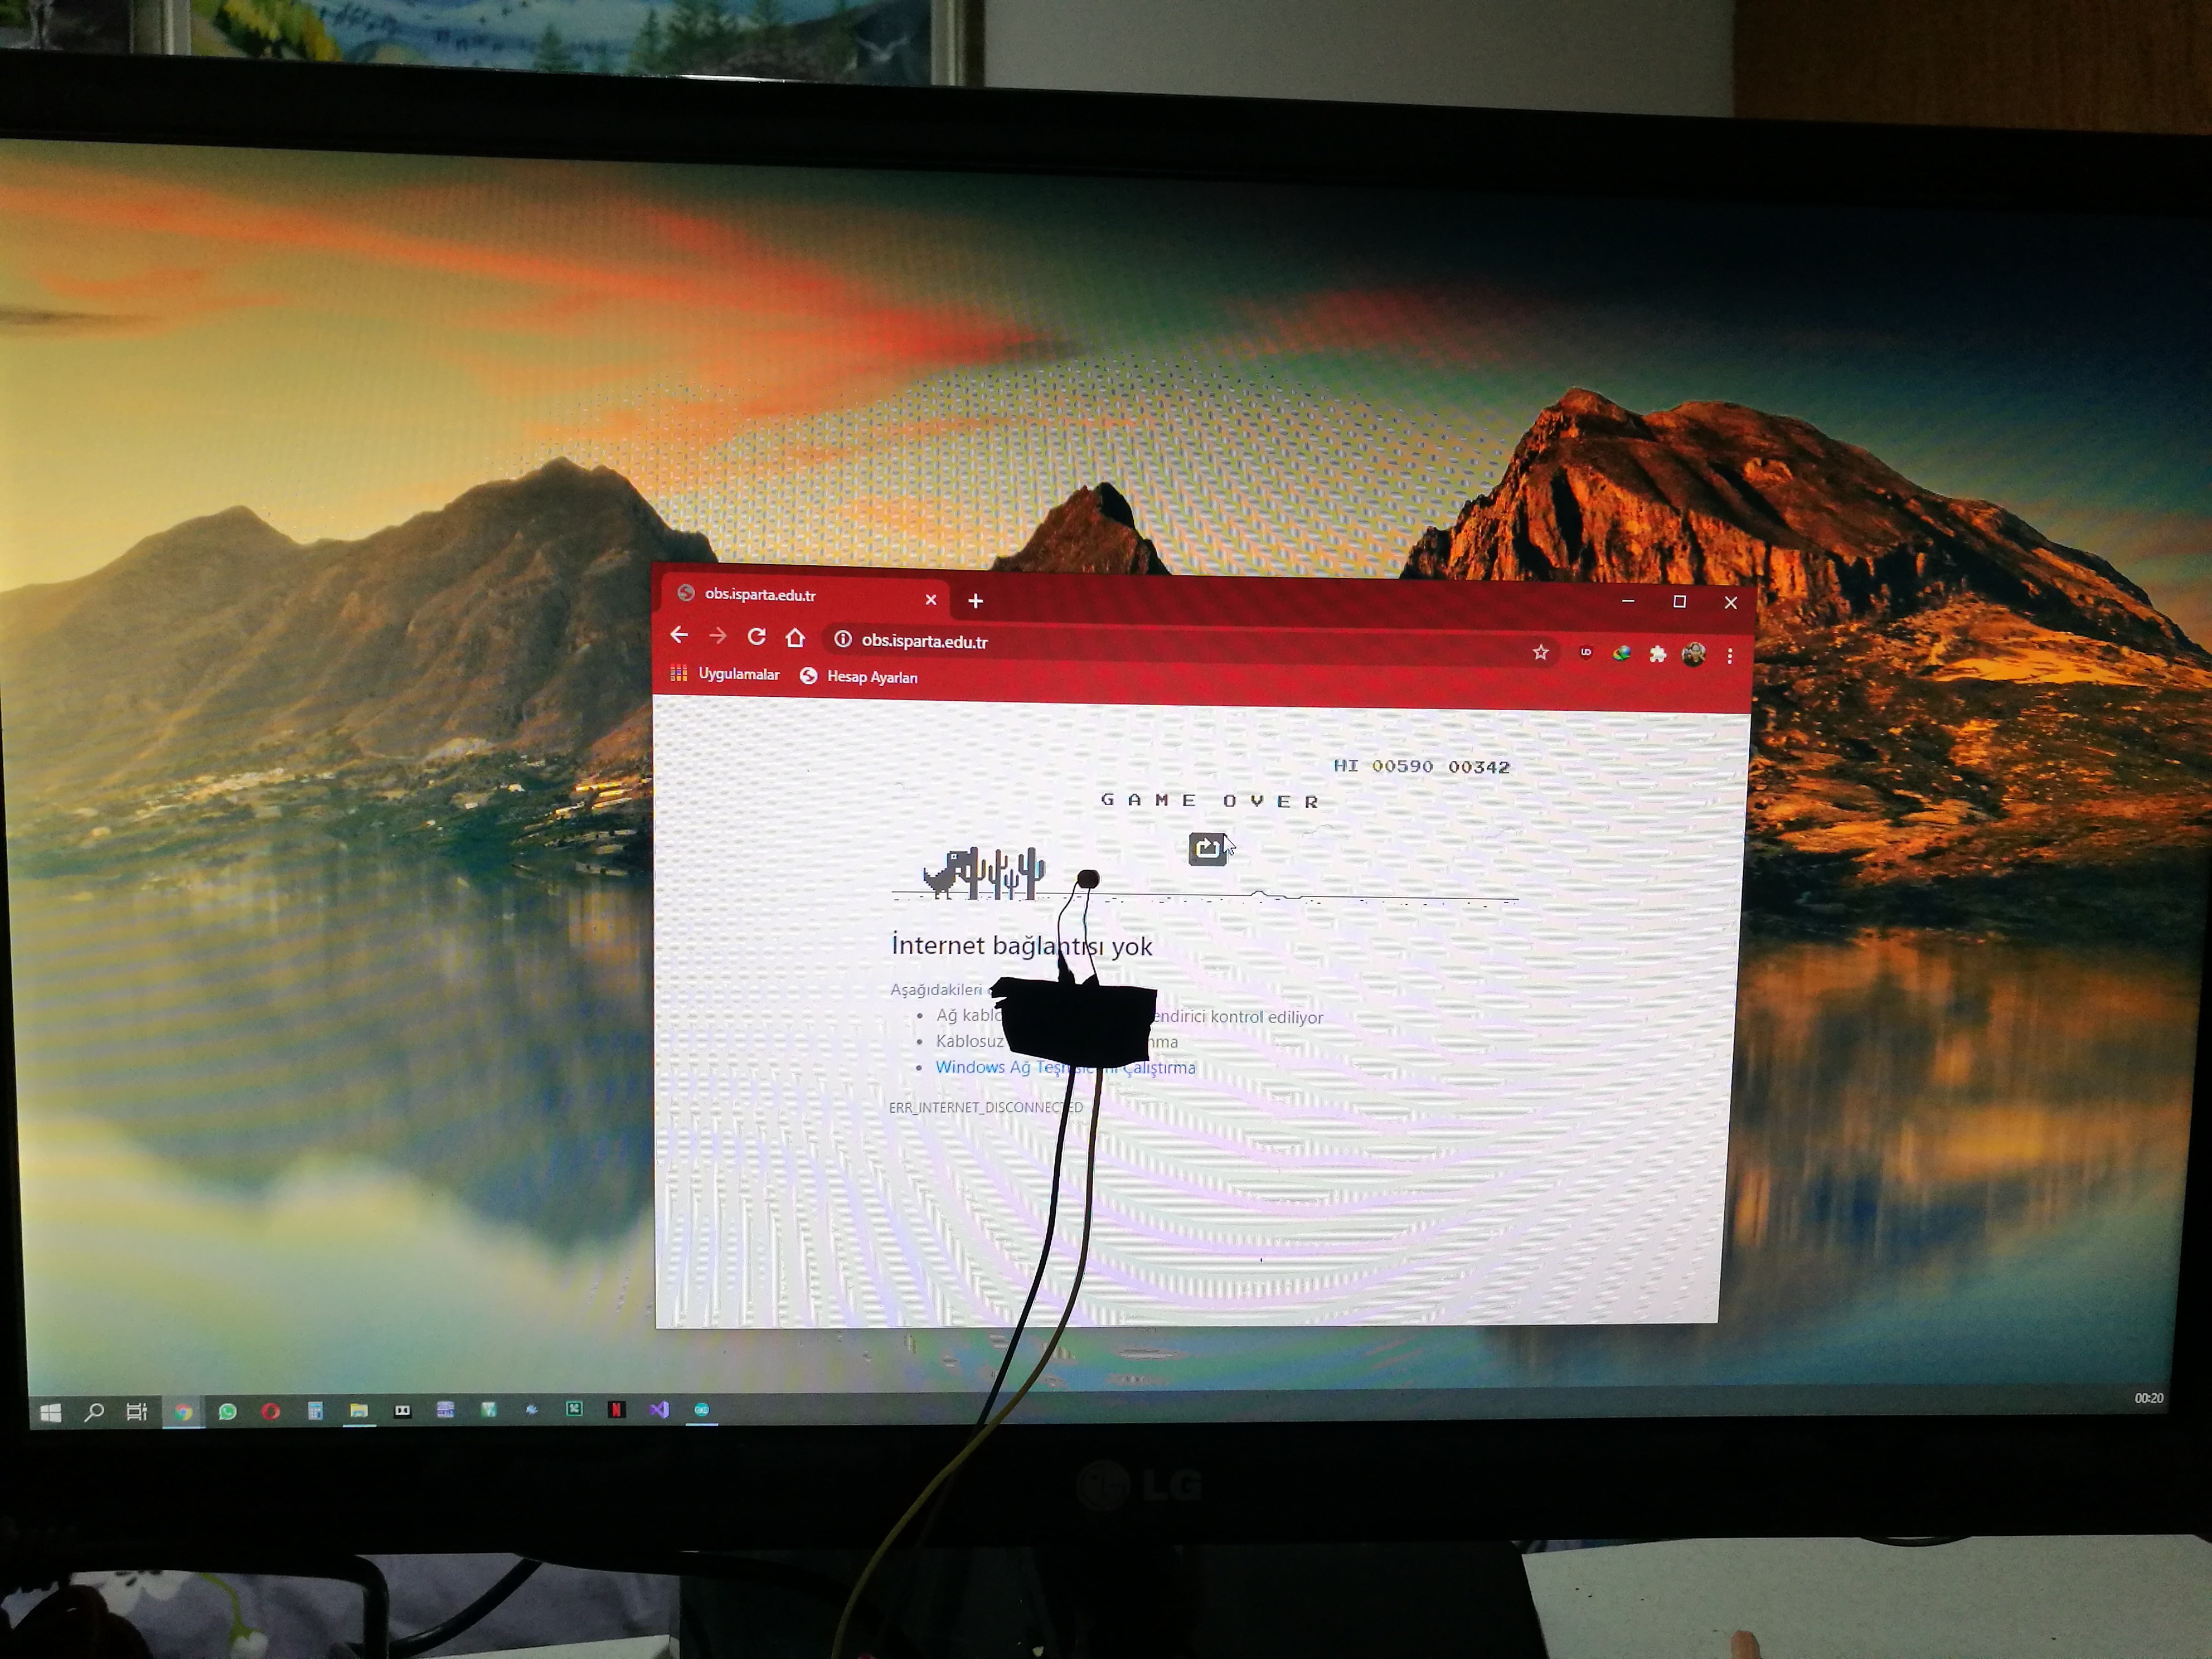 obs.isparta.edu.tr
obs.isparta.edu.tr
Uygulamalar Hesap Ayarları
HI 00590 00342
GAME OVER
İnternet bağlantısı yok
Aşağıdakileri
Ağ kablo endirici kontrol ediliyor
Kablosuz nma
Windows Ağ Çalıştırma
ERR_INTERNET_DISCONNECTED
00:20
LG